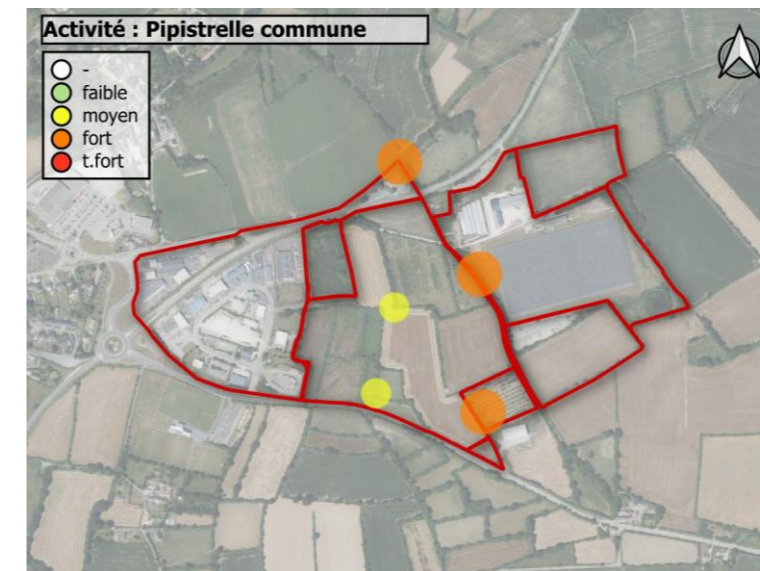 Activité : Pipistrelle commune
-
faible
moyen
fort
t.fort